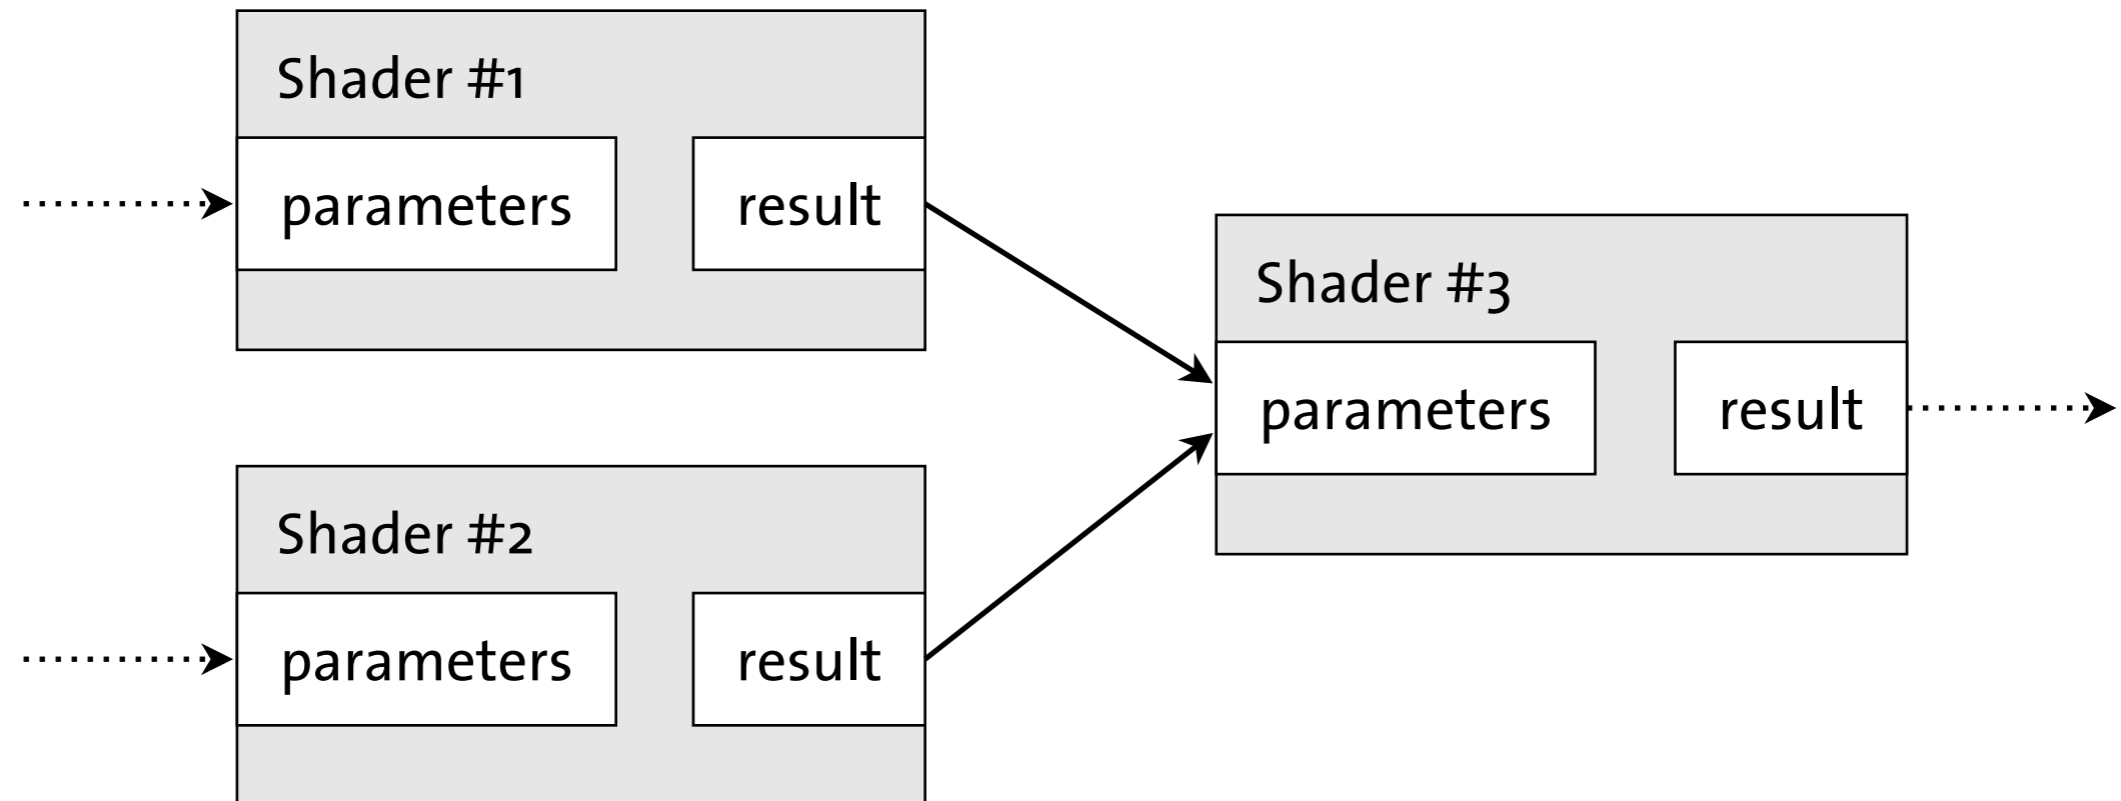 Shader #1
parameters
result
Shader #2
parameters
result
Shader #3
parameters
result